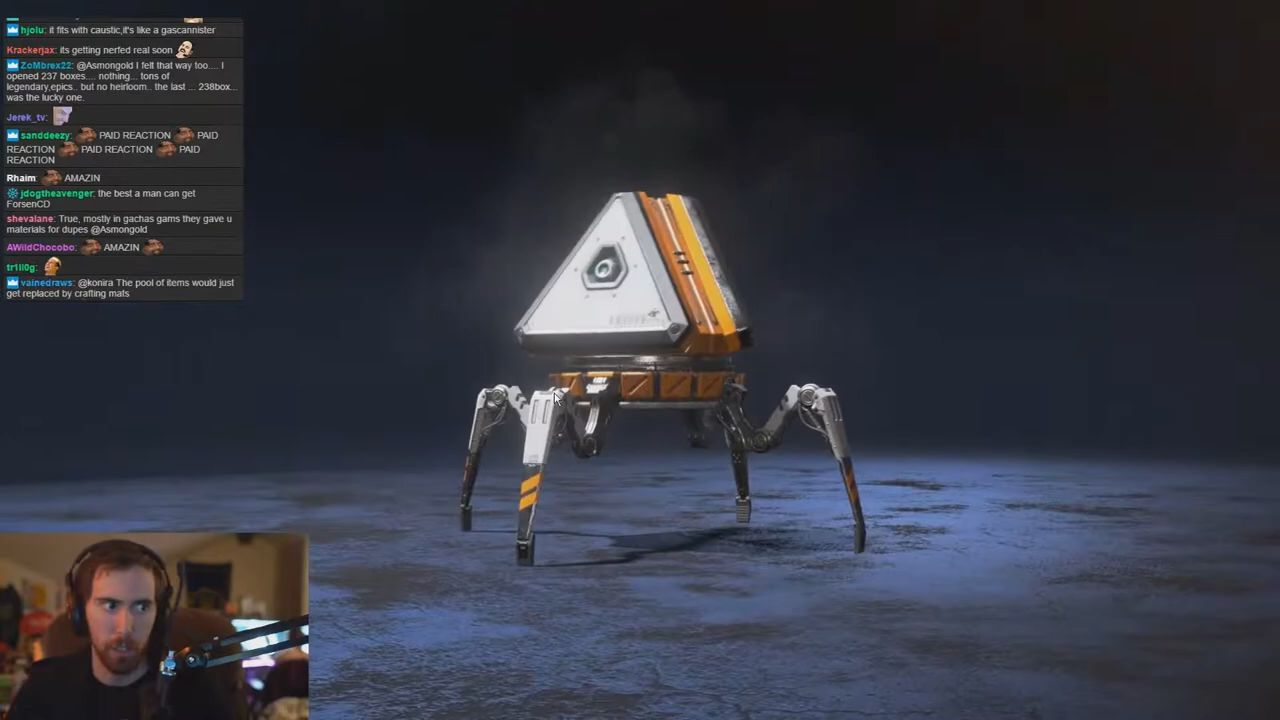 hjolu: it fits with caustic,it's like a gascannister
Krackerjax: its getting nerfed real soon
ZoMbrex22: @Asmongold I felt that way too.... I
opened 237 boxes.... nothing... tons of
legendary,epics.. but no heirloom.. the last ... 238box...
was the lucky one.
Jerek_tv:
sanddeezy: PAID REACTION PAID
REACTION PAID REACTION PAID
REACTION
Rhaim: AMAZIN
jdogtheavenger: the best a man can get
ForsenCD
shevalane: True, mostly in gachas gams they gave u
materials for dupes @Asmongold
AWildChocobo: AMAZIN
tr1ll0g:
vainedraws: @konira The pool of items would just
get replaced by crafting mats